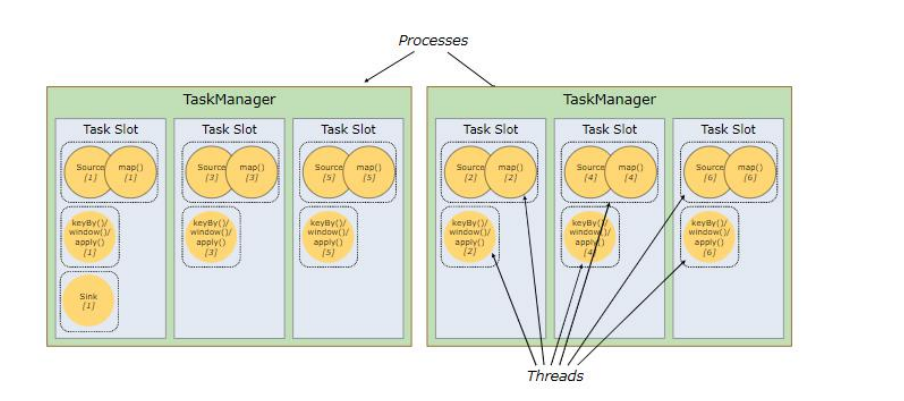 Processes
TaskManager
Task Slot
Source
[1]
map()
[1]
keyBy()/
window()/
apply()
[1]
Sink
[1]
Task Slot
Source
[3]
map()
[3]
keyBy()/
window()/
apply()
[3]
Task Slot
Source
[5]
map()
[5]
keyBy()/
window()/
apply()
[5]
TaskManager
Task Slot
Source
[2]
map()
[2]
keyBy()/
window()/
apply()
[2]
Task Slot
Source
[4]
map()
[4]
keyBy()/
window()/
apply()
[4]
Task Slot
Source
[6]
map()
[6]
keyBy()/
window()/
apply()
[6]
Threads